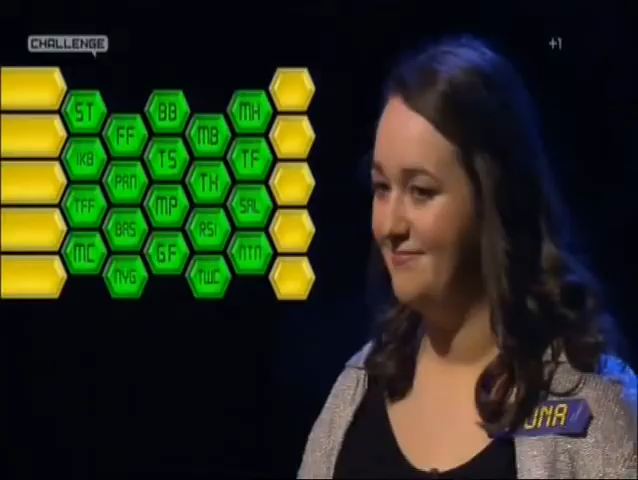 CHALLENGE
+1
ST
BB
MH
FF
MB
IKB
TS
TF
PAN
TH
TFF
MP
SAL
BAS
RSI
MC
GF
NTN
NYG
TWC
UNA